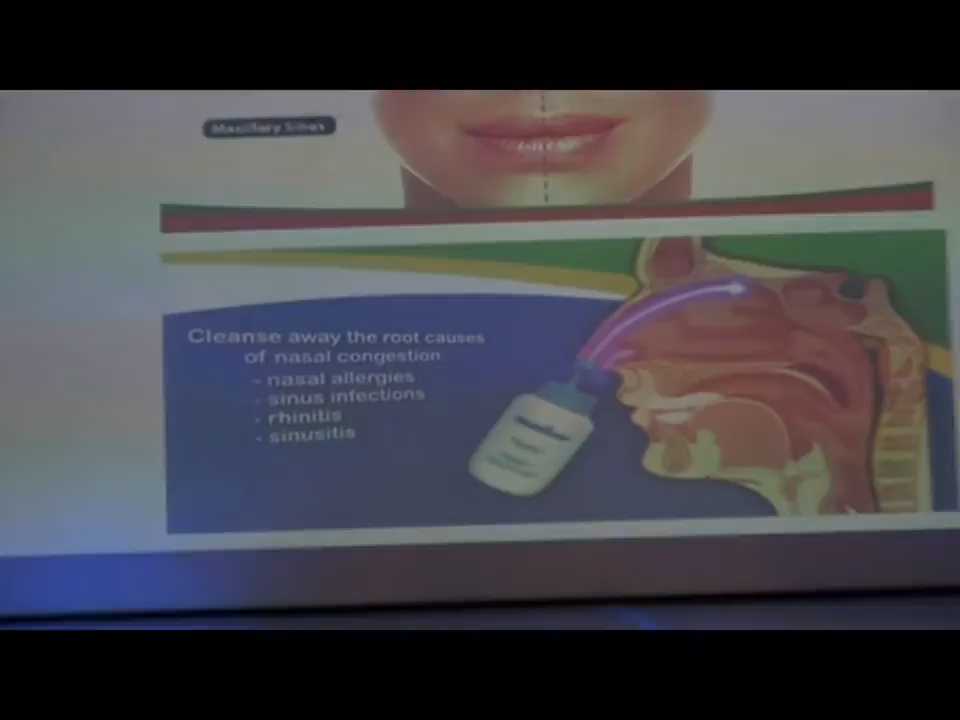 Maxillary Sinus
Cleanse away the root causes
of nasal congestion.
- nasal allergies
- sinus infections
- rhinitis
- sinusitis